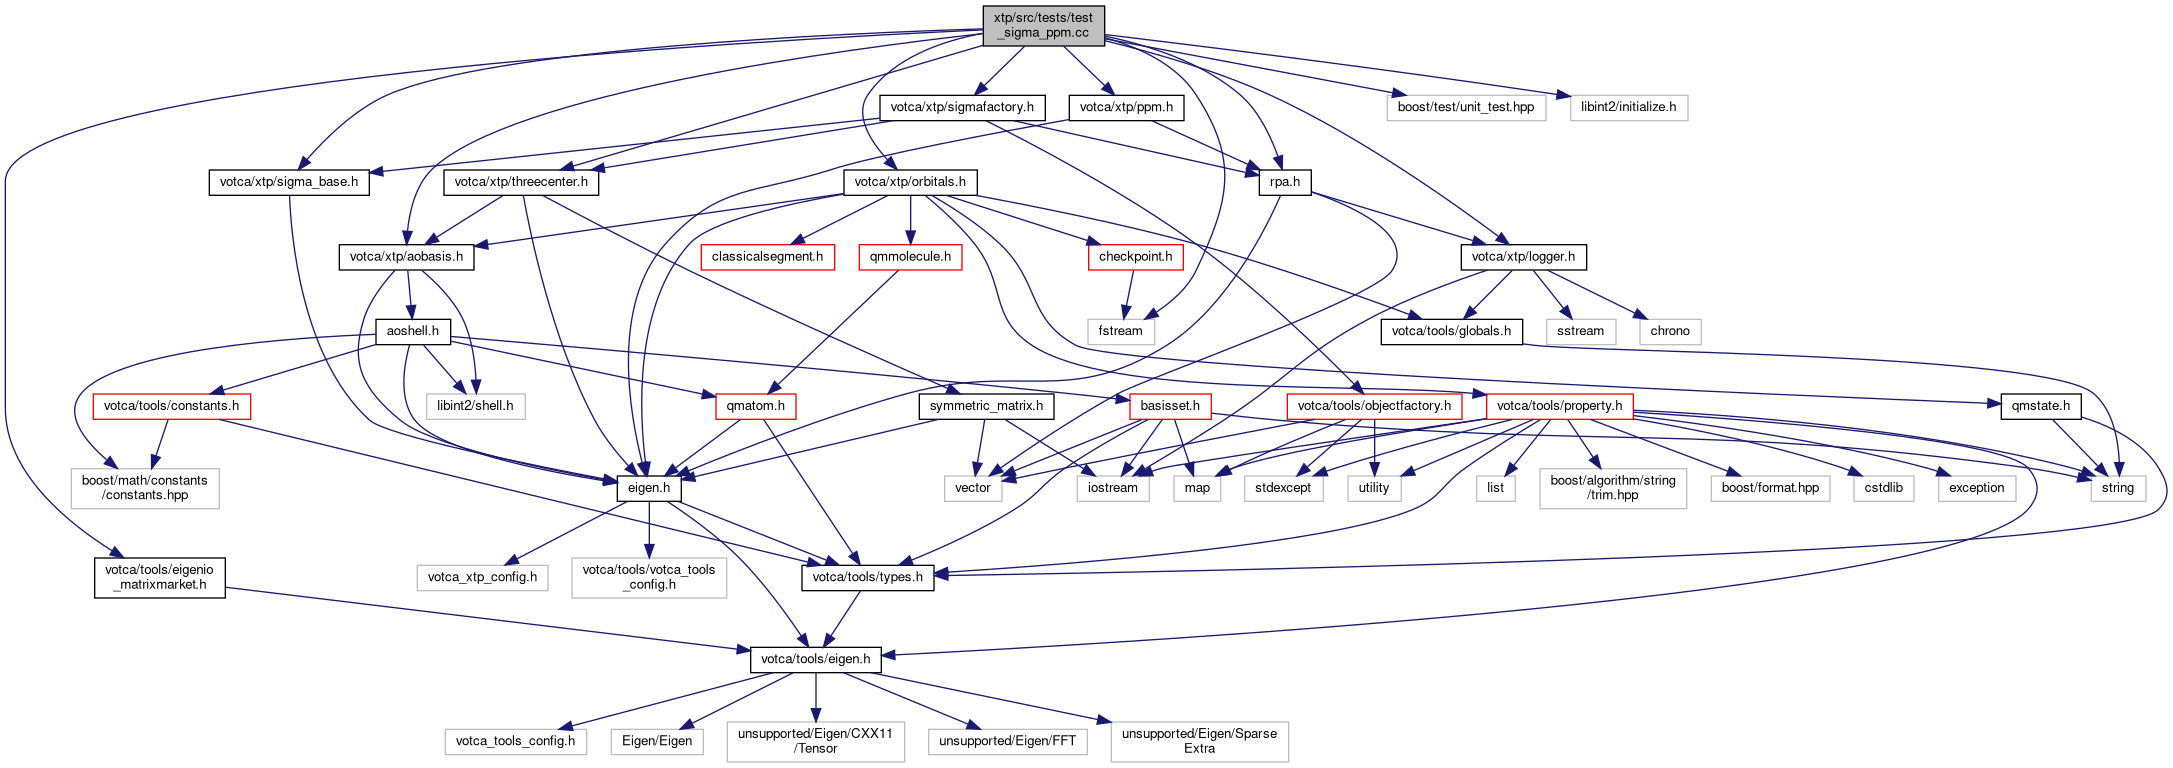 xtp/src/tests/test
_sigma_ppm.cc
votca/xtp/sigmafactory.h
votca/xtp/ppm.h
boost/test/unit_test.hpp
libint2/initialize.h
votca/xtp/sigma_base.h
votca/xtp/threecenter.h
votca/xtp/orbitals.h
rpa.h
votca/xtp/aobasis.h
classicalsegment.h
qmmolecule.h
checkpoint.h
votca/xtp/logger.h
aoshell.h
fstream
votca/tools/globals.h
sstream
chrono
votca/tools/constants.h
libint2/shell.h
qmatom.h
symmetric_matrix.h
basisset.h
votca/tools/objectfactory.h
votca/tools/property.h
qmstate.h
boost/math/constants
/constants.hpp
eigen.h
vector
iostream
map
stdexcept
utility
list
boost/algorithm/string
/trim.hpp
boost/format.hpp
cstdlib
exception
string
votca/tools/eigenio
_matrixmarket.h
votca_xtp_config.h
votca/tools/votca_tools
_config.h
votca/tools/types.h
votca/tools/eigen.h
votca_tools_config.h
Eigen/Eigen
unsupported/Eigen/CXX11
/Tensor
unsupported/Eigen/FFT
unsupported/Eigen/Sparse
Extra